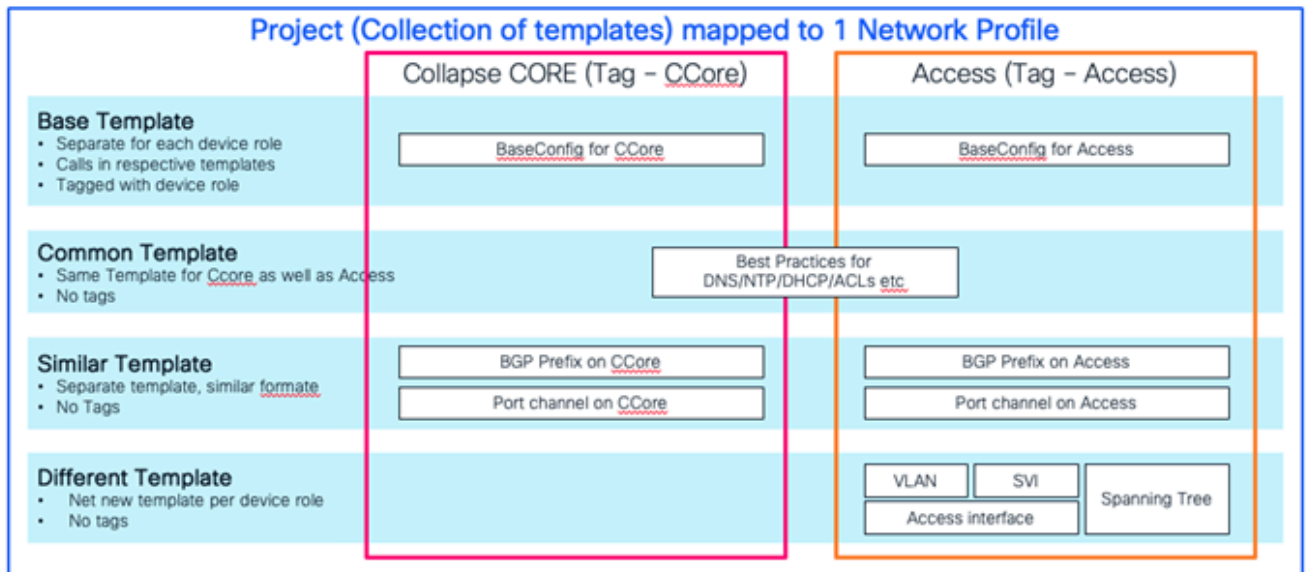 Project (Collection of templates) mapped to 1 Network Profile
Collapse CORE (Tag – CCore)
Access (Tag – Access)
Base Template
• Separate for each device role
• Calls in respective templates
• Tagged with device role
BaseConfig for CCore
BaseConfig for Access
Common Template
• Same Template for Ccore as well as Access
• No tags
Best Practices for
DNS/NTP/DHCP/ACLs etc
Similar Template
• Separate template, similar formate
• No Tags
BGP Prefix on CCore
Port channel on CCore
BGP Prefix on Access
Port channel on Access
Different Template
• Net new template per device role
• No tags
VLAN
SVI
Access interface
Spanning Tree